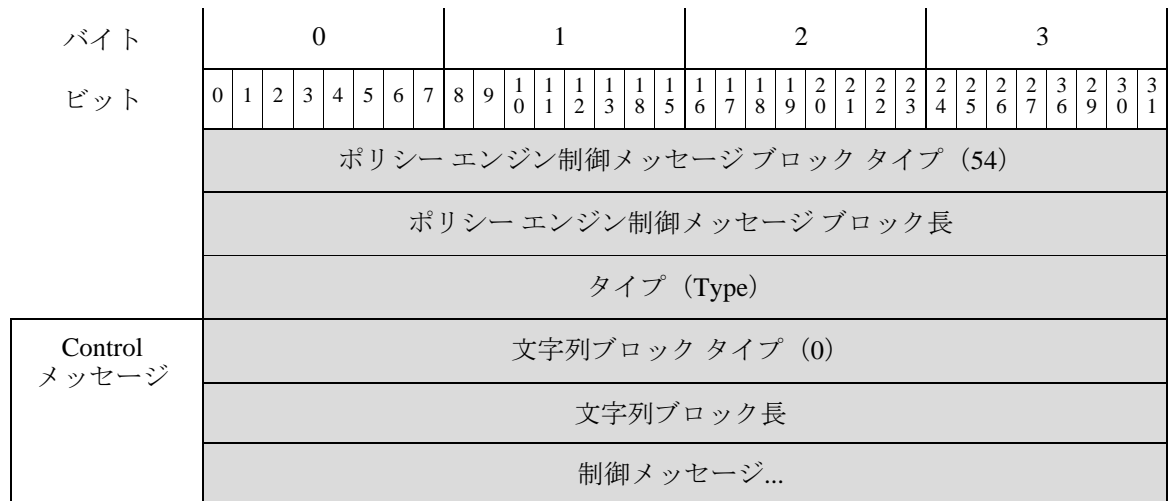 バイト 0 1 2 3
ビット 0 1 2 3 4 5 6 7 8 9 10 11 12 13 18 15 16 17 18 19 20 21 22 23 24 25 26 27 36 29 30 31
ポリシー エンジン制御メッセージ ブロック タイプ（54）
ポリシー エンジン制御メッセージ ブロック長
タイプ（Type）
Control
メッセージ
文字列ブロック タイプ（0）
文字列ブロック長
制御メッセージ...